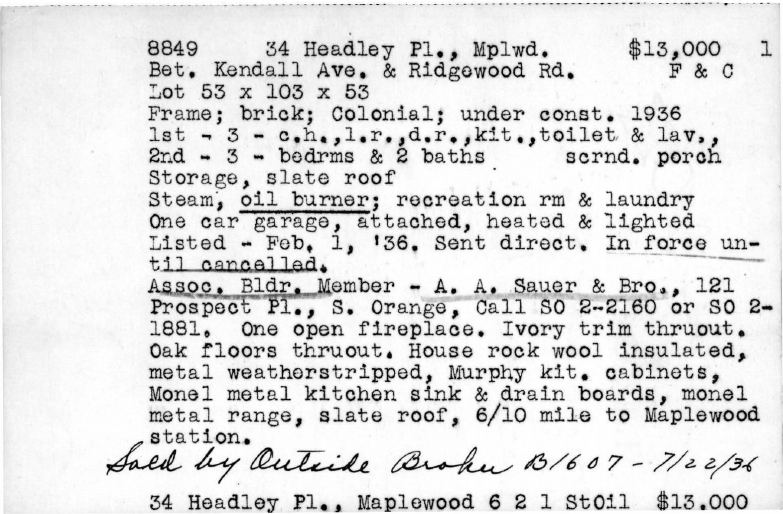 8849 34 Headley Pl., Mplwd. $13,000 1
Bet. Kendall Ave. & Ridgewood Rd. F & C
Lot 53 x 103 x 53
Frame; brick; Colonial; under const. 1936
1st - 3 - c.h.,l.r.,d.r.,kit.,toilet & lav.,
2nd - 3 - bedrms & 2 baths scrnd. porch
Storage, slate roof
Steam, oil burner; recreation rm & laundry
One car garage, attached, heated & lighted
Listed - Feb. 1, '36. Sent direct. In force un-
til cancelled.
Assoc. Bldr. Member - A. A. Sauer & Bro., 121
Prospect Pl., S. Orange, Call SO 2-2160 or SO 2-
1881. One open fireplace. Ivory trim thruout.
Oak floors thruout. House rock wool insulated,
metal weatherstripped, Murphy kit. cabinets,
Monel metal kitchen sink & drain boards, monel
metal range, slate roof, 6/10 mile to Maplewood
station.
Sold by Outside Broker B1607 - 7/22/36
34 Headley Pl., Maplewood 6 2 1 StOil $13,000